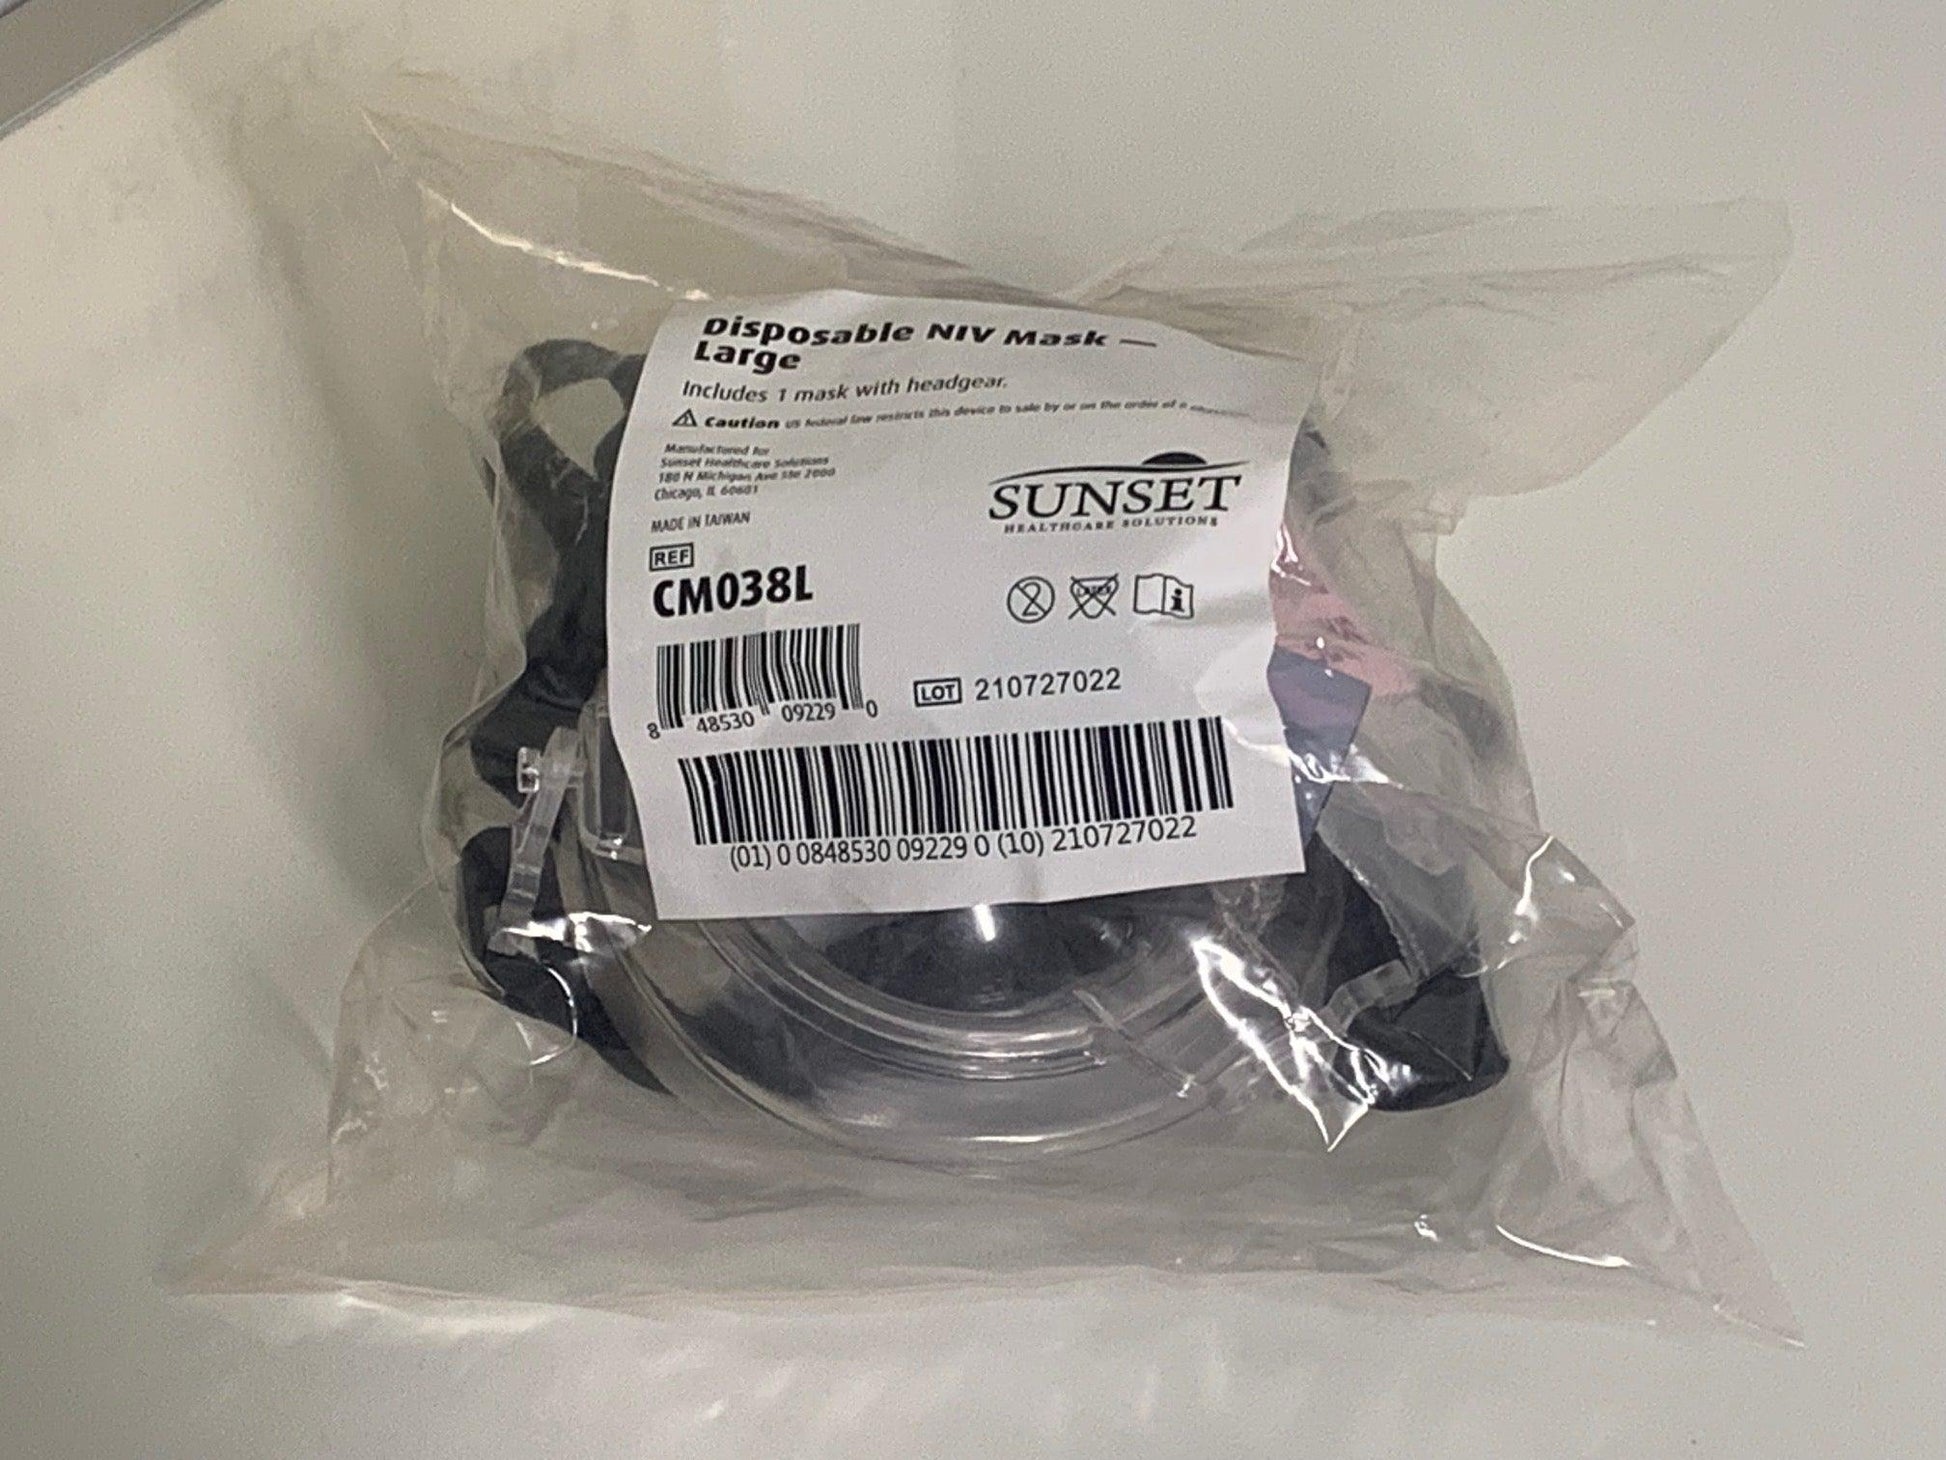 Disposable NIV Mask —
Large
Includes 1 mask with headgear.
Caution US federal law restricts this device to sale by or on the order of a
Manufactored for
Sunset Healthcare Solutions
180 N Michigan Ave Ste 2000
Chicago, IL 60601
MADE IN TAIWAN
SUNSET
HEALTHCARE SOLUTIONS
REF
CM038L
2 LATEX i
8 48530 09229 0
LOT 210727022
(01) 0 0848530 09229 0 (10) 210727022